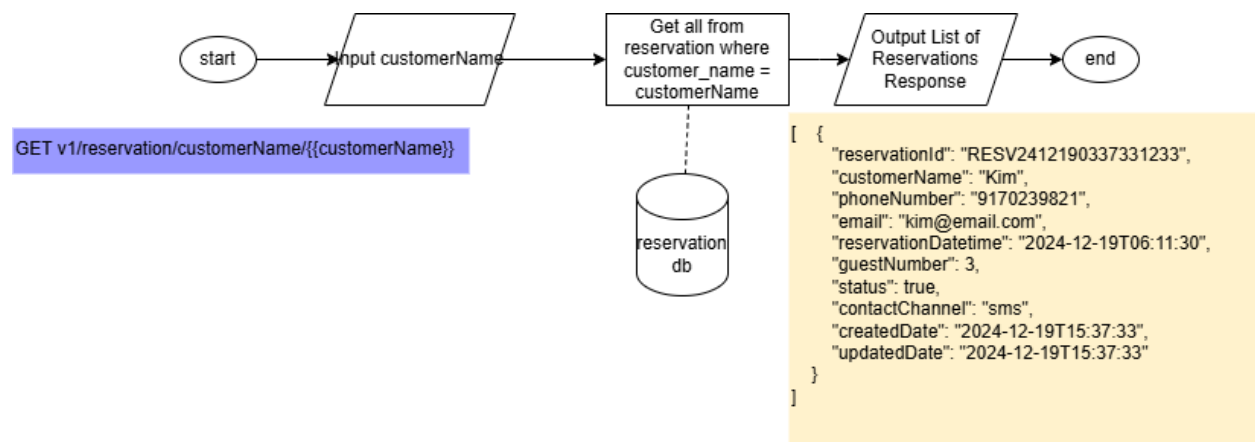 start
Input customerName
Get all from
reservation where
customer_name =
customerName
Output List of
Reservations
Response
end
GET v1/reservation/customerName/{{customerName}}
reservation
db
[    {
"reservationId": "RESV2412190337331233",
"customerName": "Kim",
"phoneNumber": "9170239821",
"email": "kim@email.com",
"reservationDatetime": "2024-12-19T06:11:30",
"guestNumber": 3,
"status": true,
"contactChannel": "sms",
"createdDate": "2024-12-19T15:37:33",
"updatedDate": "2024-12-19T15:37:33"
}
]